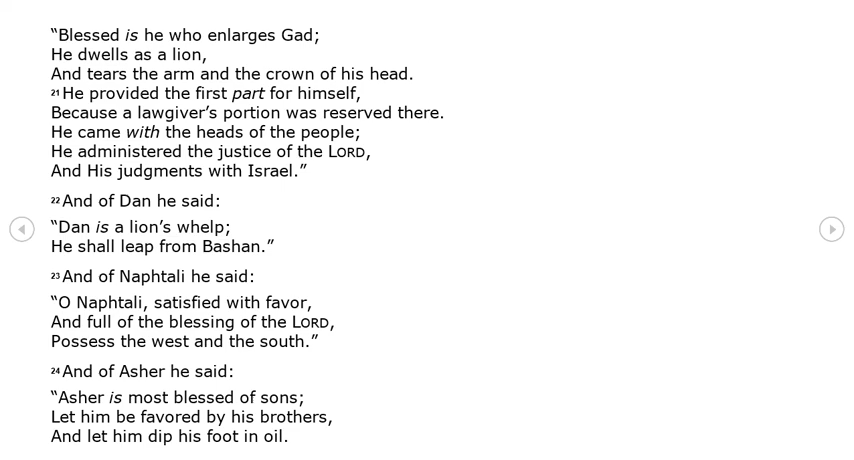 “Blessed is he who enlarges Gad;
He dwells as a lion,
And tears the arm and the crown of his head.
21 He provided the first part for himself,
Because a lawgiver’s portion was reserved there.
He came with the heads of the people;
He administered the justice of the LORD,
And His judgments with Israel.”
22 And of Dan he said:
“Dan is a lion’s whelp;
He shall leap from Bashan.”
23 And of Naphtali he said:
“O Naphtali, satisfied with favor,
And full of the blessing of the LORD,
Possess the west and the south.”
24 And of Asher he said:
“Asher is most blessed of sons;
Let him be favored by his brothers,
And let him dip his foot in oil.